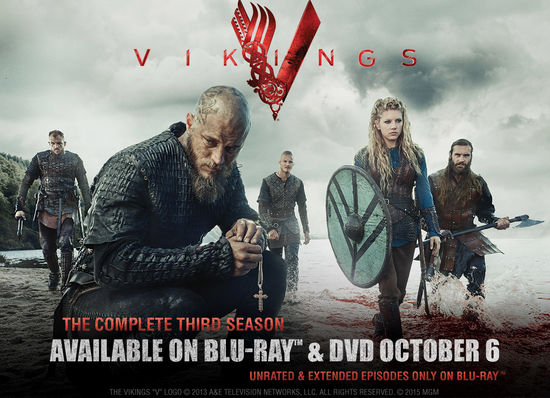 VIKINGS
THE COMPLETE THIRD SEASON
AVAILABLE ON BLU-RAY™ & DVD OCTOBER 6
UNRATED & EXTENDED EPISODES ONLY ON BLU-RAY™
THE VIKINGS "V" LOGO © 2013 A&E TELEVISION NETWORKS, LLC. ALL RIGHTS RESERVED. © 2015 MGM